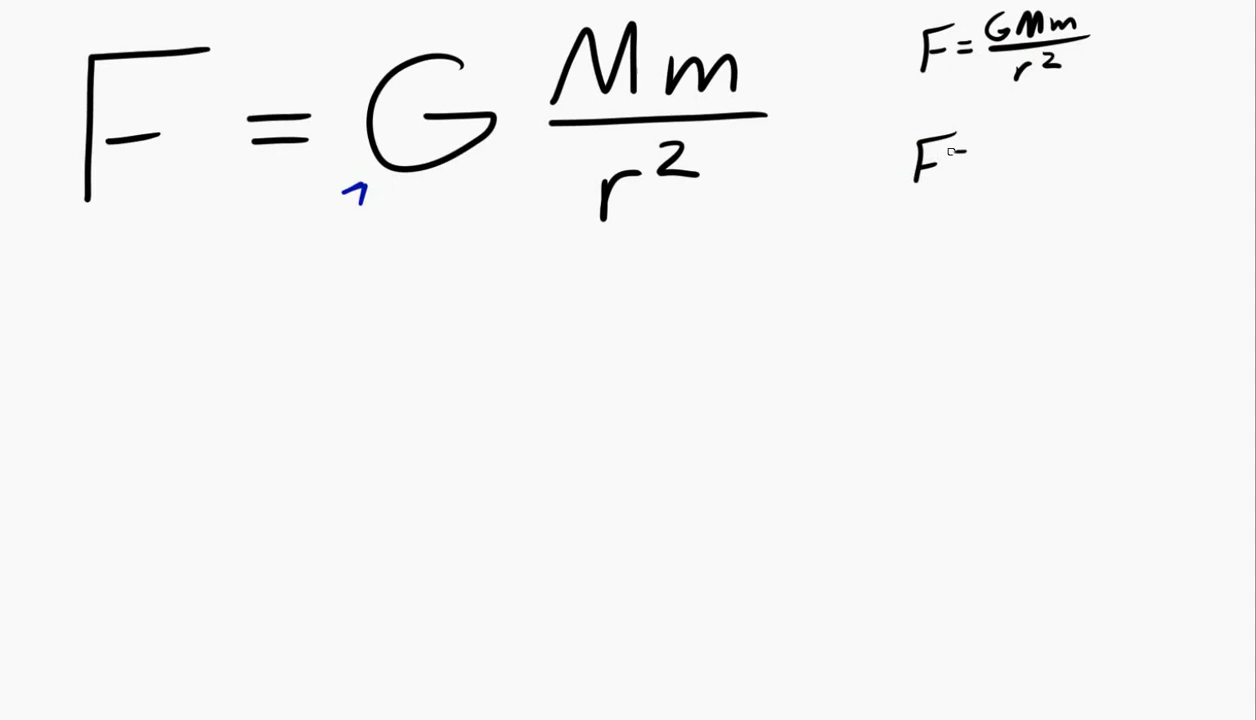 F = G Mm / r²
F = GMm / r²
F -